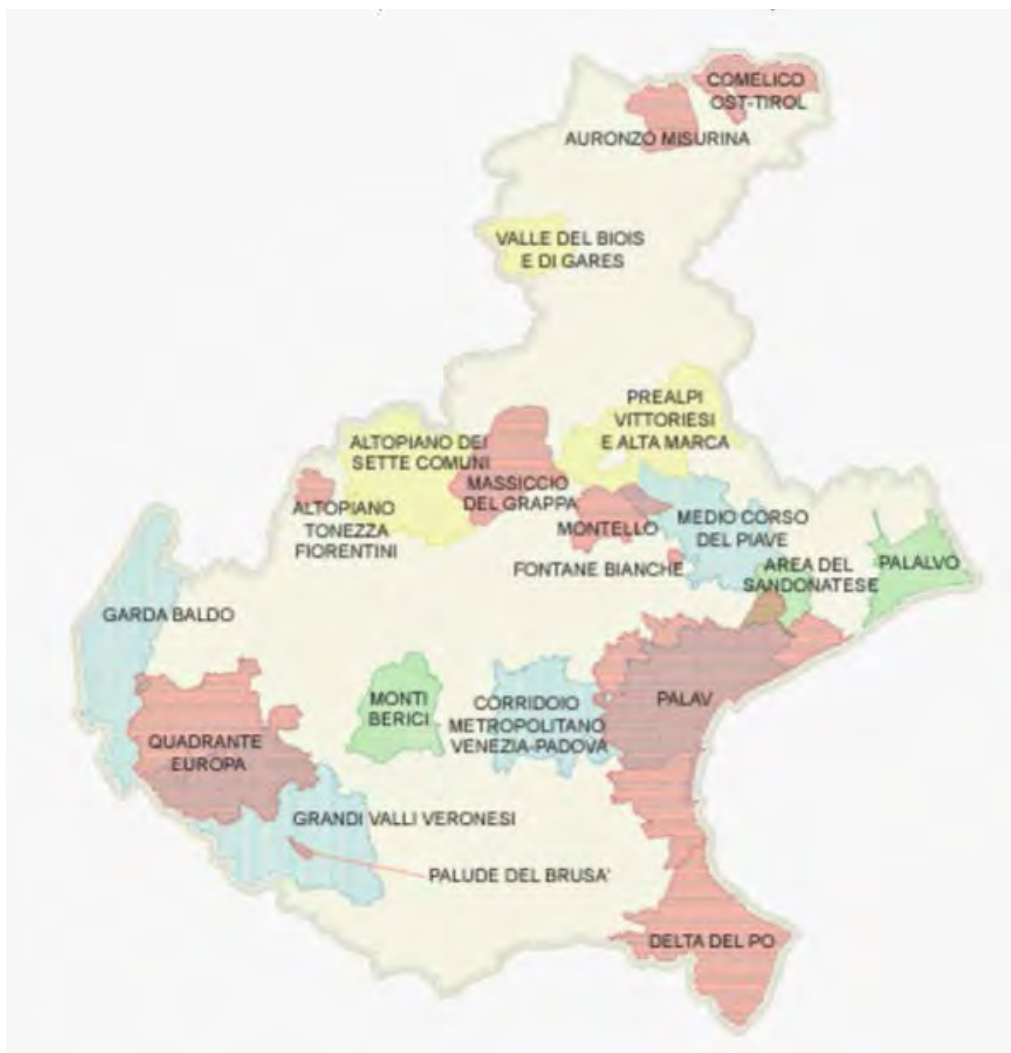 COMELICO
OST-TIROL
AURONZO MISURINA
VALLE DEL BIOIS
E DI GARES
PREALPI
VITTORIESI
E ALTA MARCA
ALTOPIANO DEI
SETTE COMUNI
MASSICCIO
DEL GRAPPA
ALTOPIANO
TONEZZA
FIORENTINI
MONTELLO
MEDIO CORSO
DEL PIAVE
FONTANE BIANCHE
AREA DEL
SANDONATESE
PALALVO
GARDA BALDO
MONTI
BERICI
CORRIDOIO
METROPOLITANO
VENEZIA-PADOVA
PALAV
QUADRANTE
EUROPA
GRANDI VALLI VERONESI
PALUDE DEL BRUSA'
DELTA DEL PO